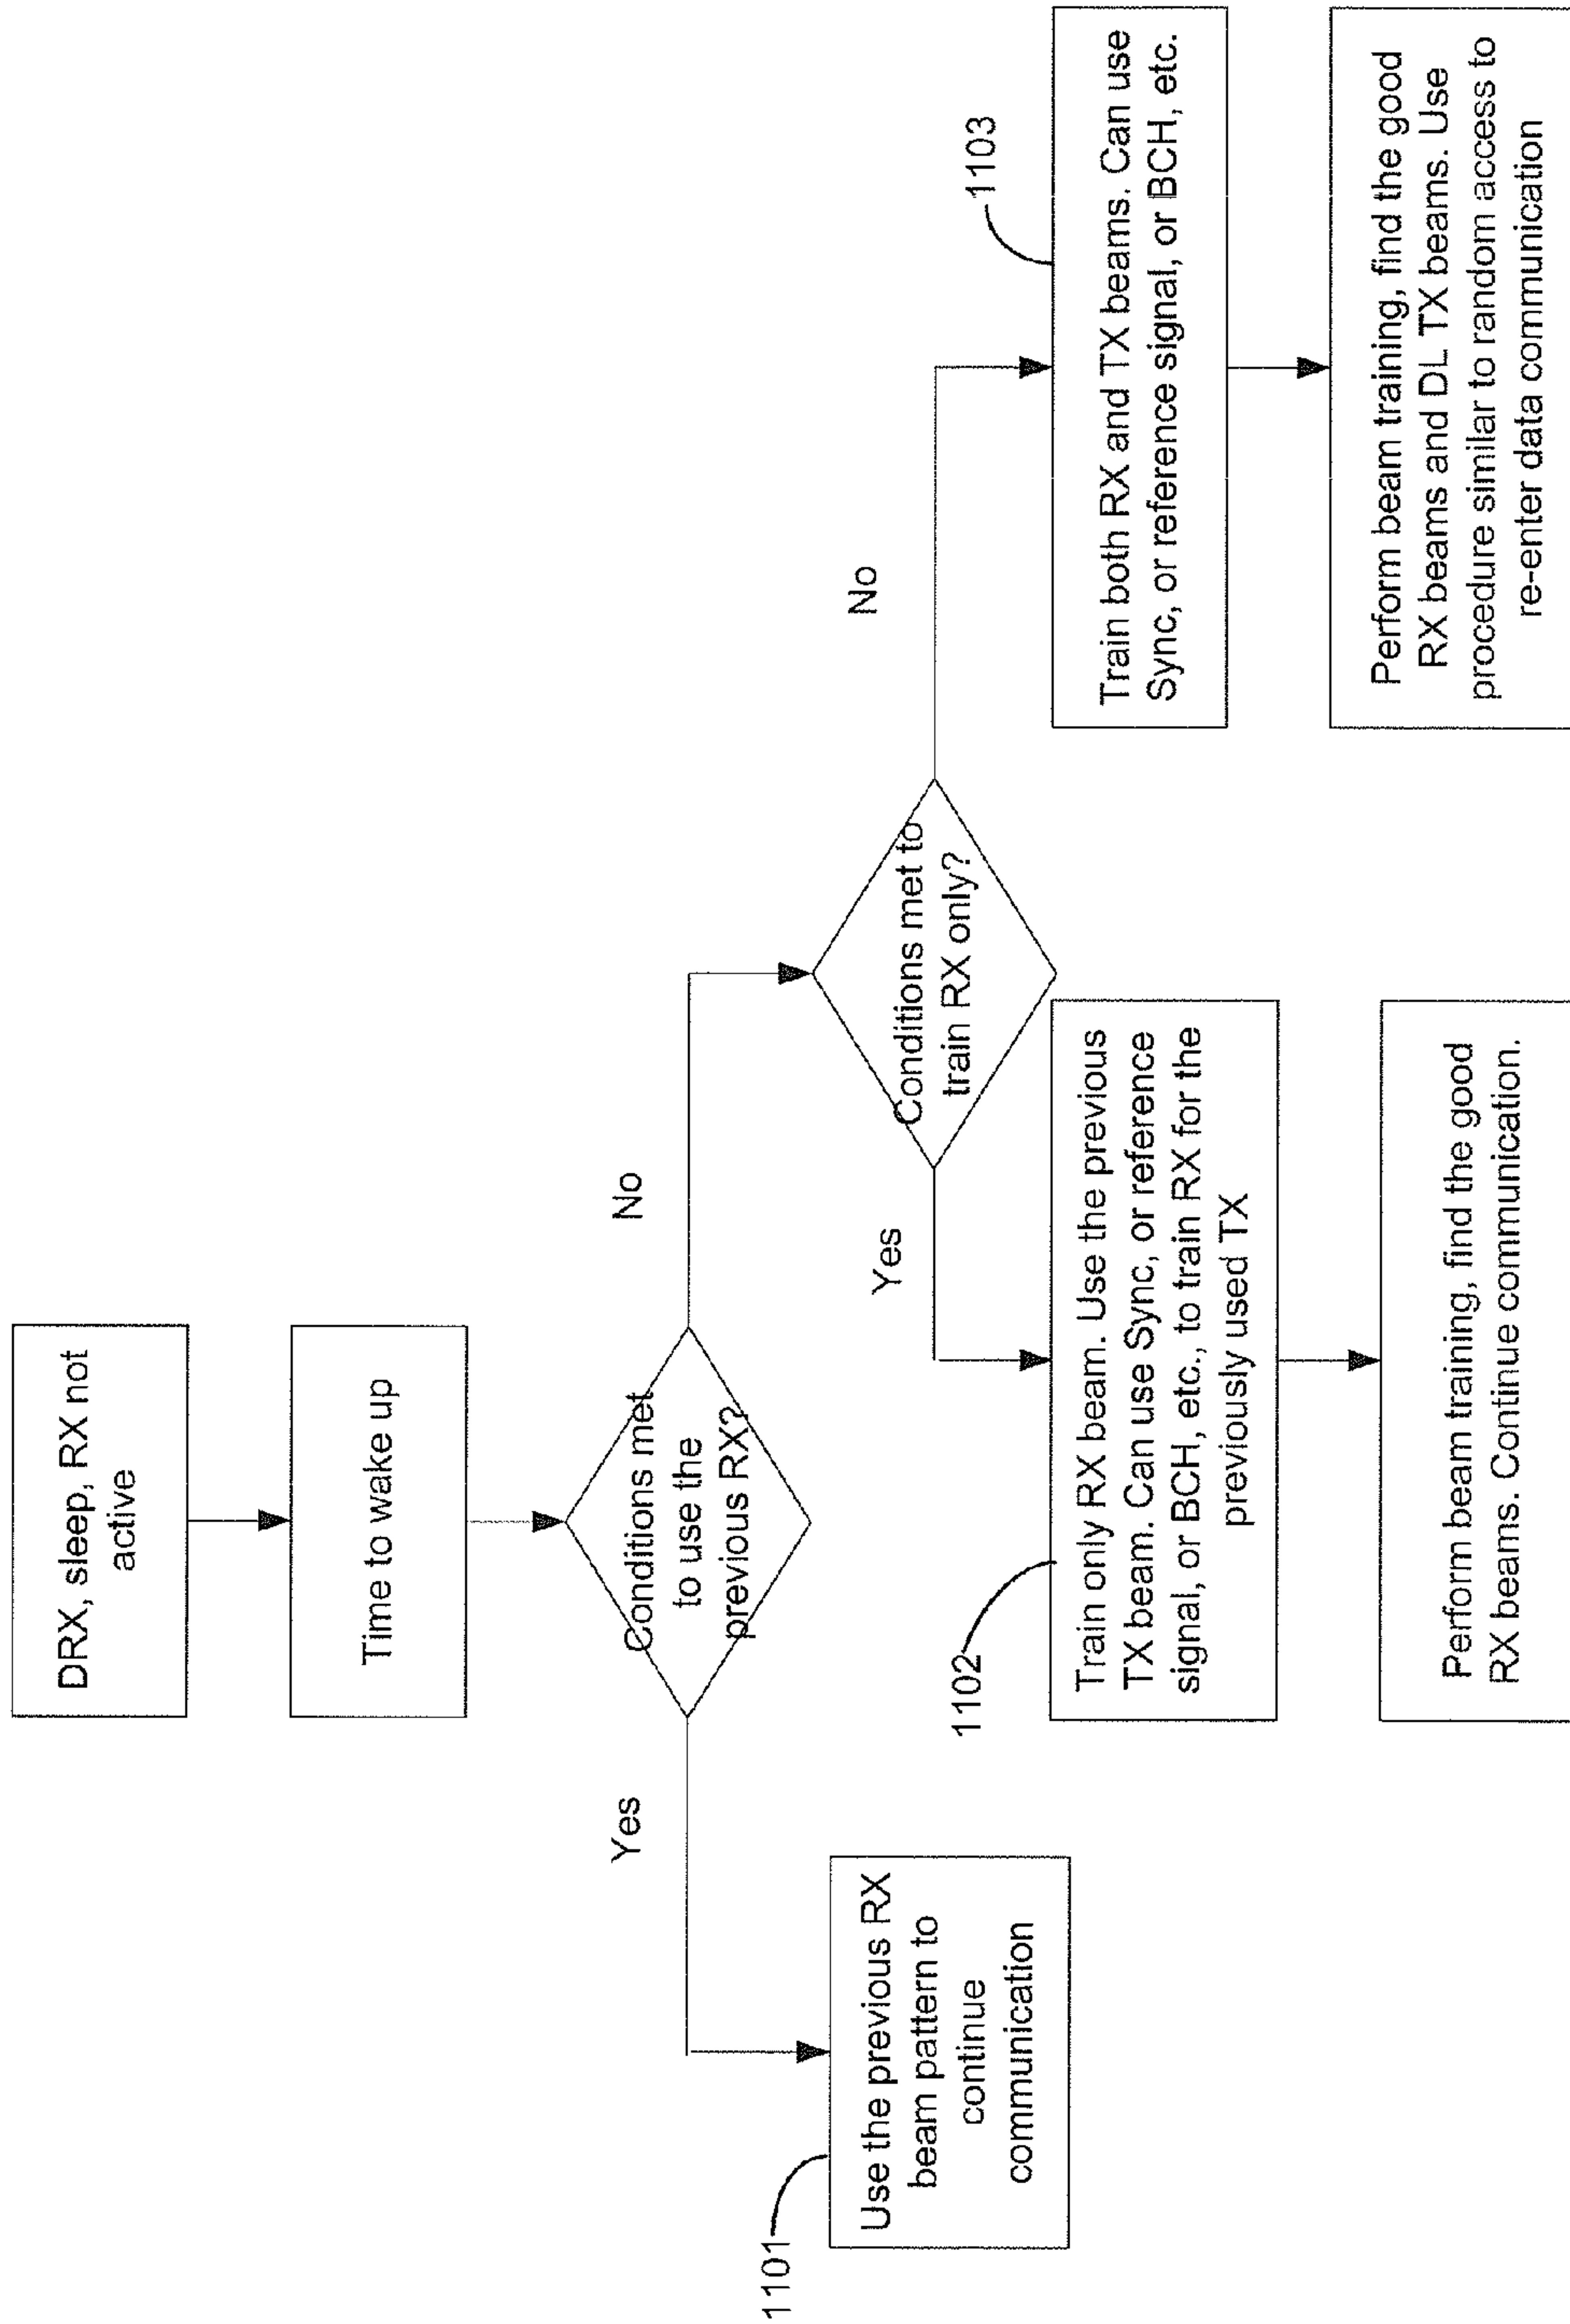 DRX, sleep, RX not
active
Time to wake up
Conditions met
to use the
previous RX?
Yes
No
1101
Use the previous RX
beam pattern to
continue
communication
Conditions met to
train RX only?
Yes
No
1102
Train only RX beam. Use the previous
TX beam. Can use Sync, or reference
signal, or BCH, etc., to train RX for the
previously used TX
Perform beam training, find the good
RX beams. Continue communication.
1103
Train both RX and TX beams. Can use
Sync, or reference signal, or BCH, etc.
Perform beam training, find the good
RX beams and DL TX beams. Use
procedure similar to random access to
re-enter data communication